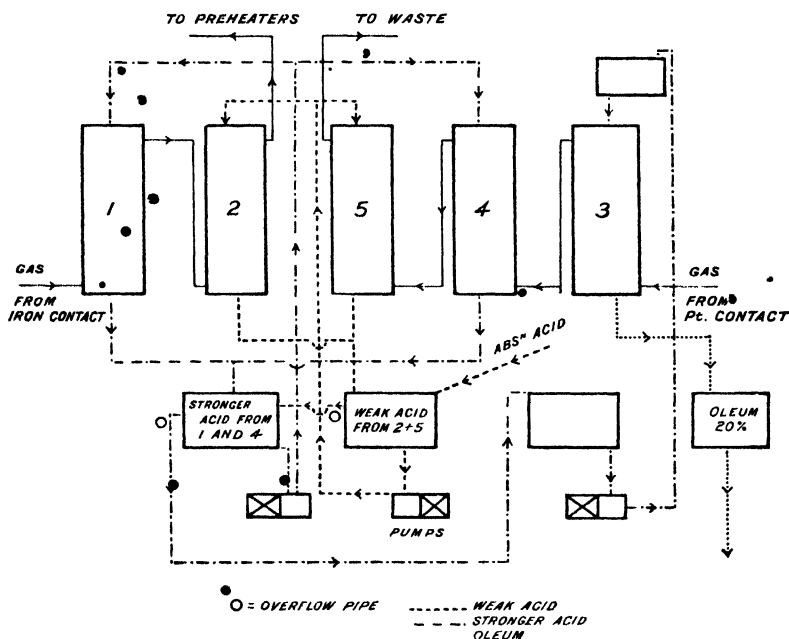 TO PREHEATERS
TO WASTE
1
2
5
4
3
GAS
FROM
IRON CONTACT
GAS
FROM
Pt. CONTACT
ABSᴺ ACID
STRONGER
ACID FROM
1 AND 4
WEAK ACID
FROM 2+5
OLEUM
20%
PUMPS
O = OVERFLOW PIPE
WEAK ACID
STRONGER ACID
OLEUM